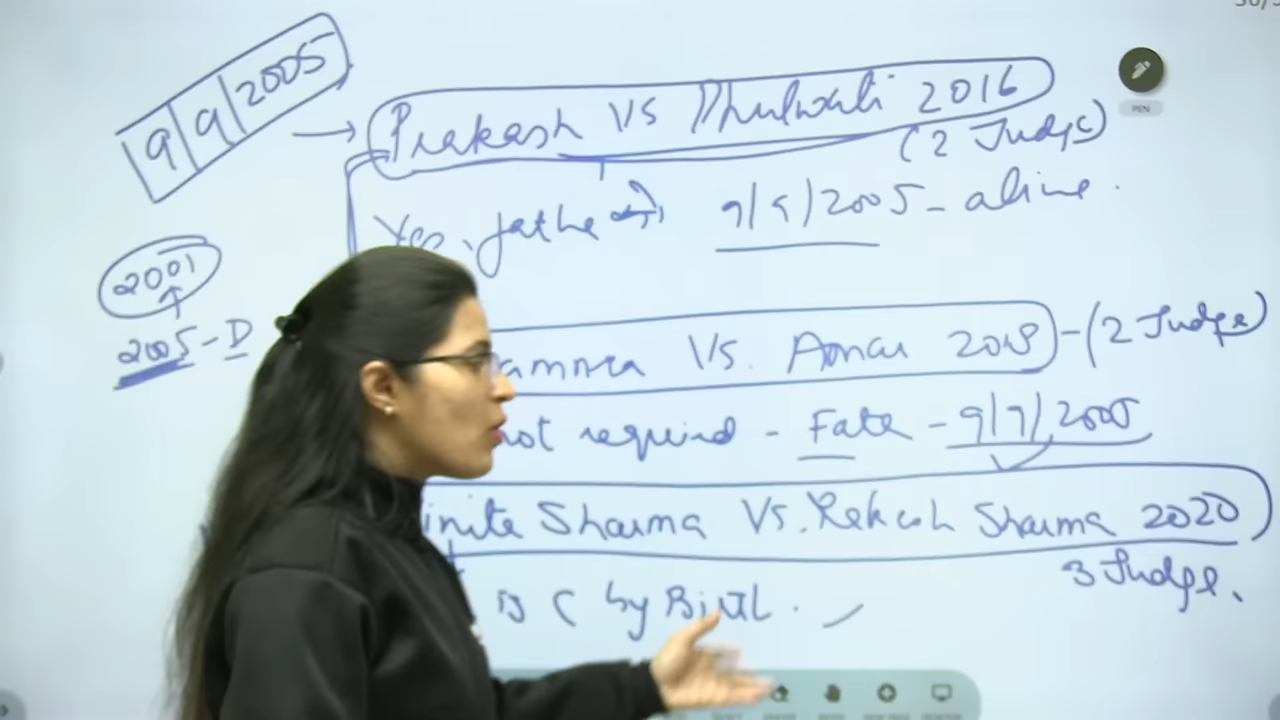 9|9|2005
Prakash VS Phulwati 2016
(2 Judge)
Yes, father 9/9/2005 - alive.
2001
2005 - D
amma VS. Amar 2018 - (2 Judge)
not required - Fate - 9/9/2005
inita Sharma VS. Rakesh Sharma 2020
3 Judge.
is C by Birth.
PEN